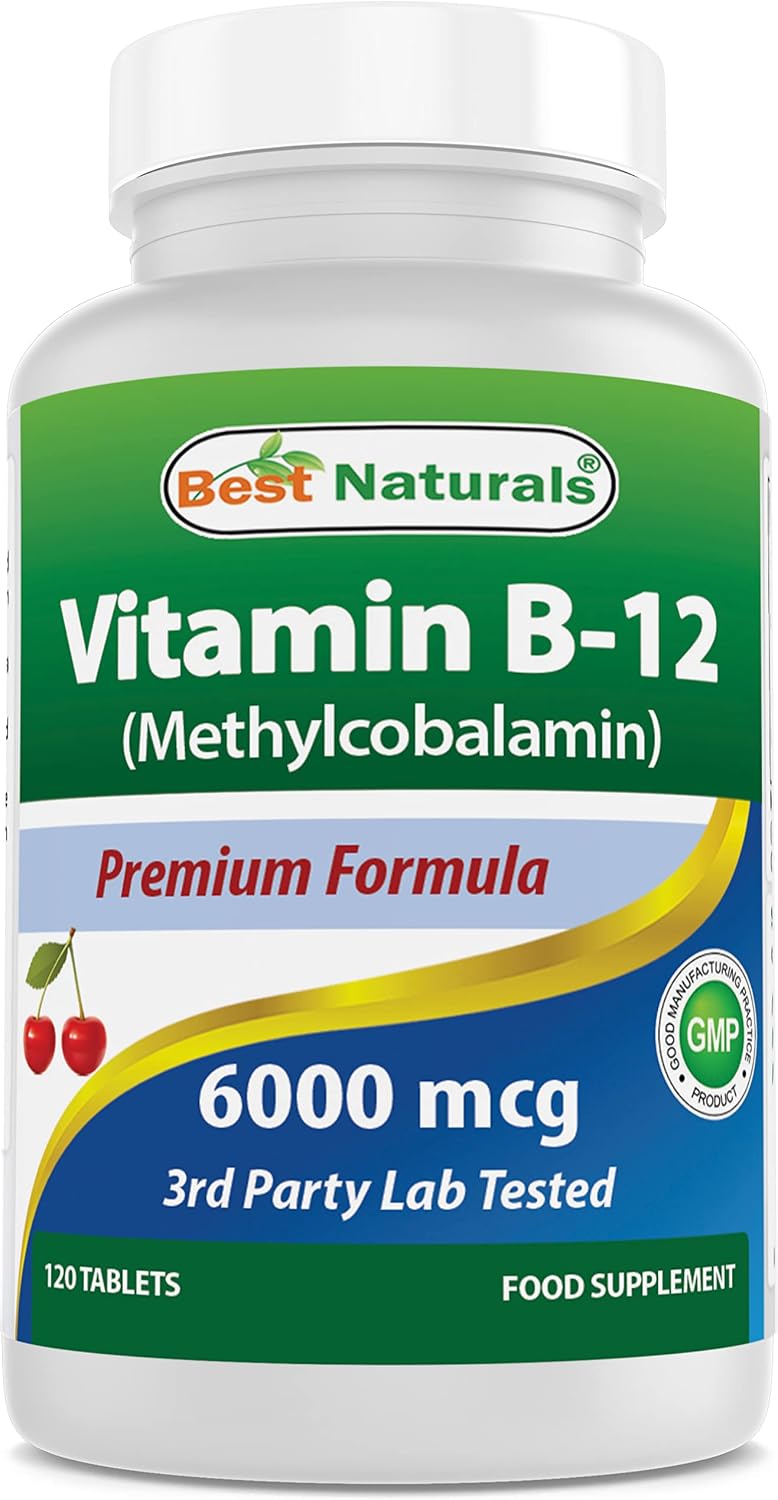 Best Naturals®
Vitamin B-12
(Methylcobalamin)
Premium Formula
GOOD MANUFACTURING PRACTICE
GMP
PRODUCT
6000 mcg
3rd Party Lab Tested
120 TABLETS
FOOD SUPPLEMENT